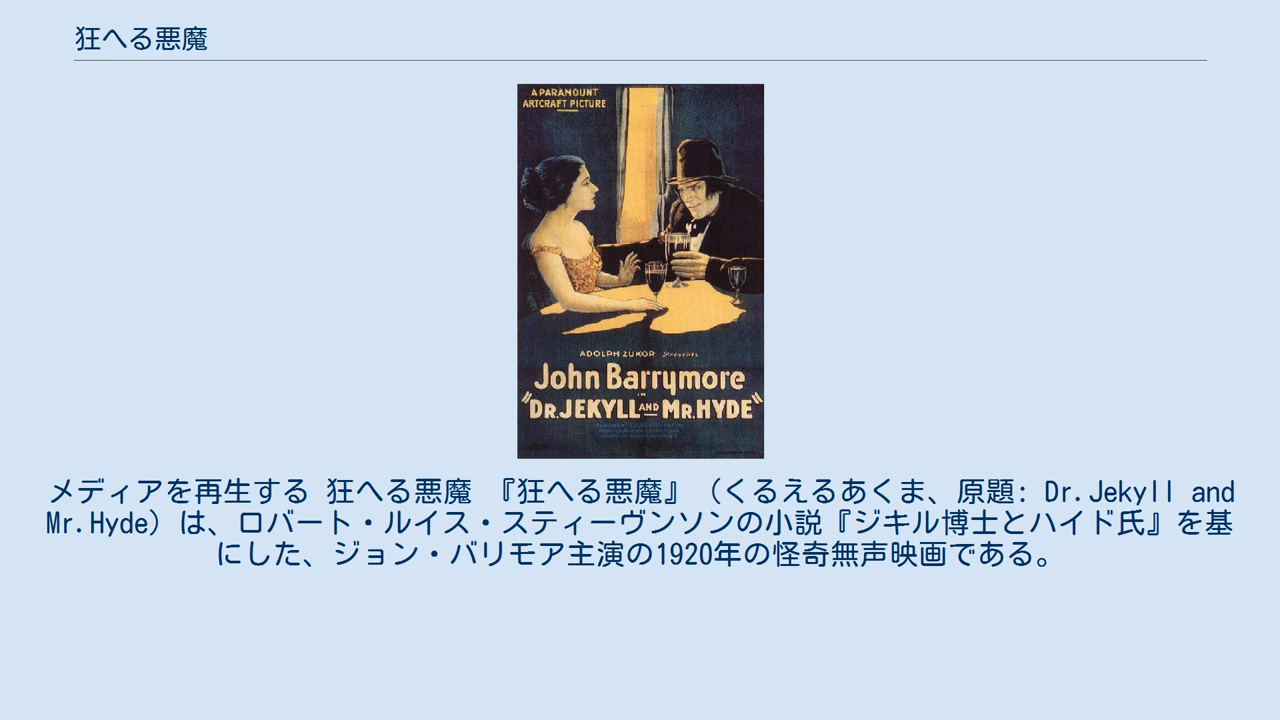 狂へる悪魔
A PARAMOUNT
ARTCRAFT PICTURE
ADOLPH ZUKOR Presents
John Barrymore
IN
"DR. JEKYLL AND MR. HYDE"
メディアを再生する 狂へる悪魔 『狂へる悪魔』（くるえるあくま、原題: Dr.Jekyll and
Mr.Hyde）は、ロバート・ルイス・スティーヴンソンの小説『ジキル博士とハイド氏』を基
にした、ジョン・バリモア主演の1920年の怪奇無声映画である。